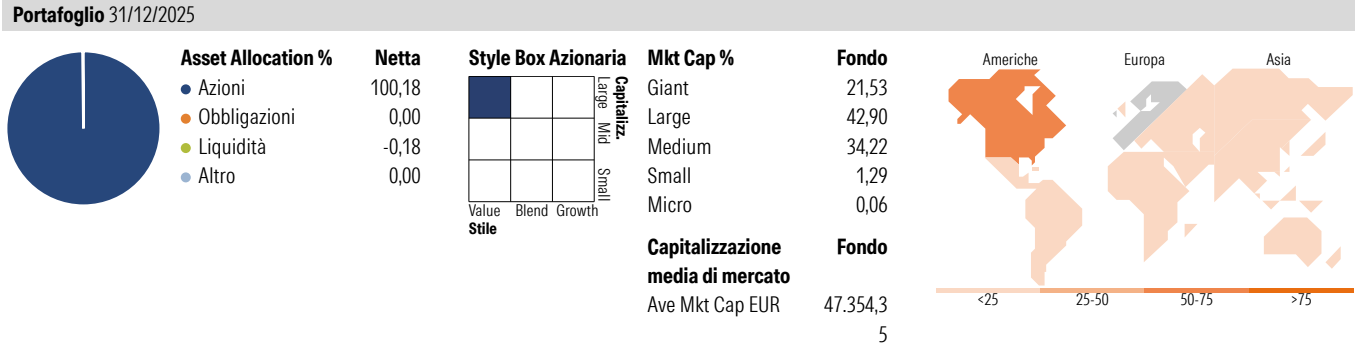 Portafoglio 31/12/2025
Asset Allocation % Netta
Azioni 100,18
Obbligazioni 0,00
Liquidità -0,18
Altro 0,00
Style Box Azionaria
Capitalizz.
Large Mid Small
Value Blend Growth
Stile
Mkt Cap % Fondo
Giant 21,53
Large 42,90
Medium 34,22
Small 1,29
Micro 0,06
Capitalizzazione Fondo
media di mercato
Ave Mkt Cap EUR 47.354,3
5
Americhe Europa Asia
<25 25-50 50-75 >75